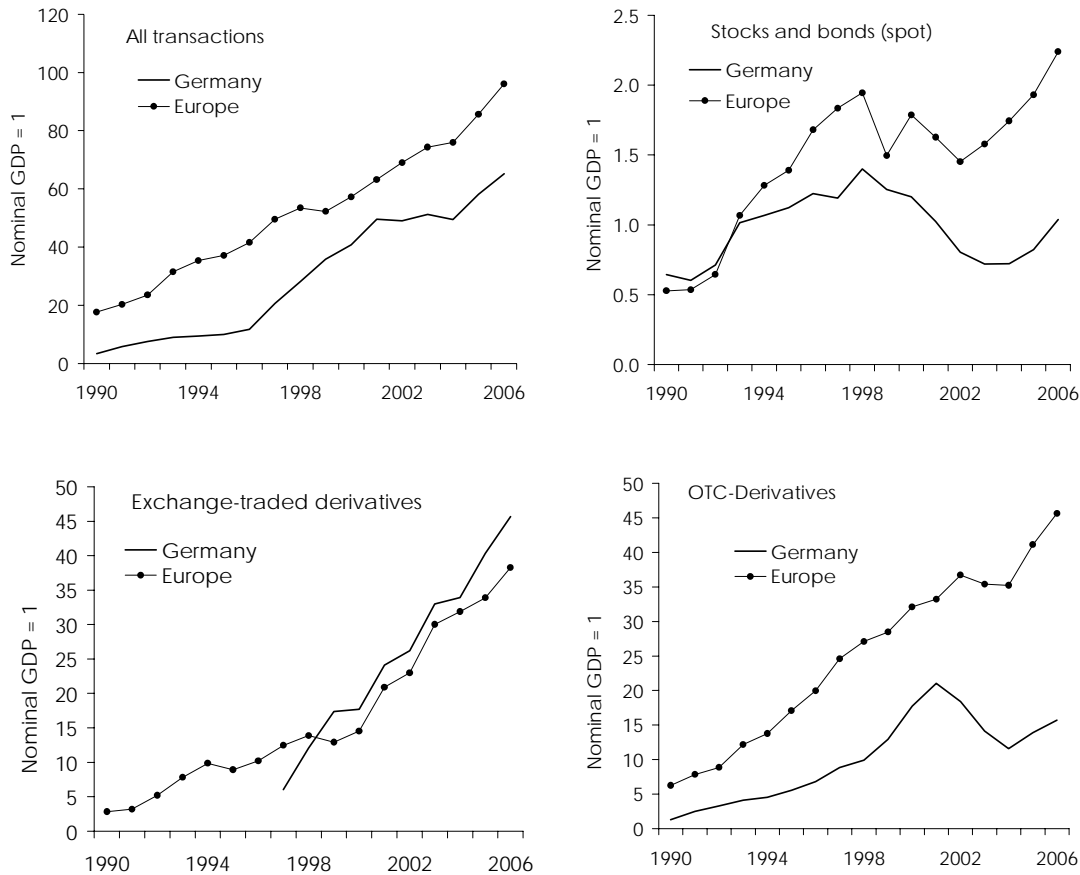 All transactions
Germany
Europe
Nominal GDP = 1
120
100
80
60
40
20
0
1990 1994 1998 2002 2006
Stocks and bonds (spot)
Germany
Europe
Nominal GDP = 1
2.5
2.0
1.5
1.0
0.5
0.0
1990 1994 1998 2002 2006
Exchange-traded derivatives
Germany
Europe
Nominal GDP = 1
50
45
40
35
30
25
20
15
10
5
0
1990 1994 1998 2002 2006
OTC-Derivatives
Germany
Europe
Nominal GDP = 1
50
45
40
35
30
25
20
15
10
5
0
1990 1994 1998 2002 2006